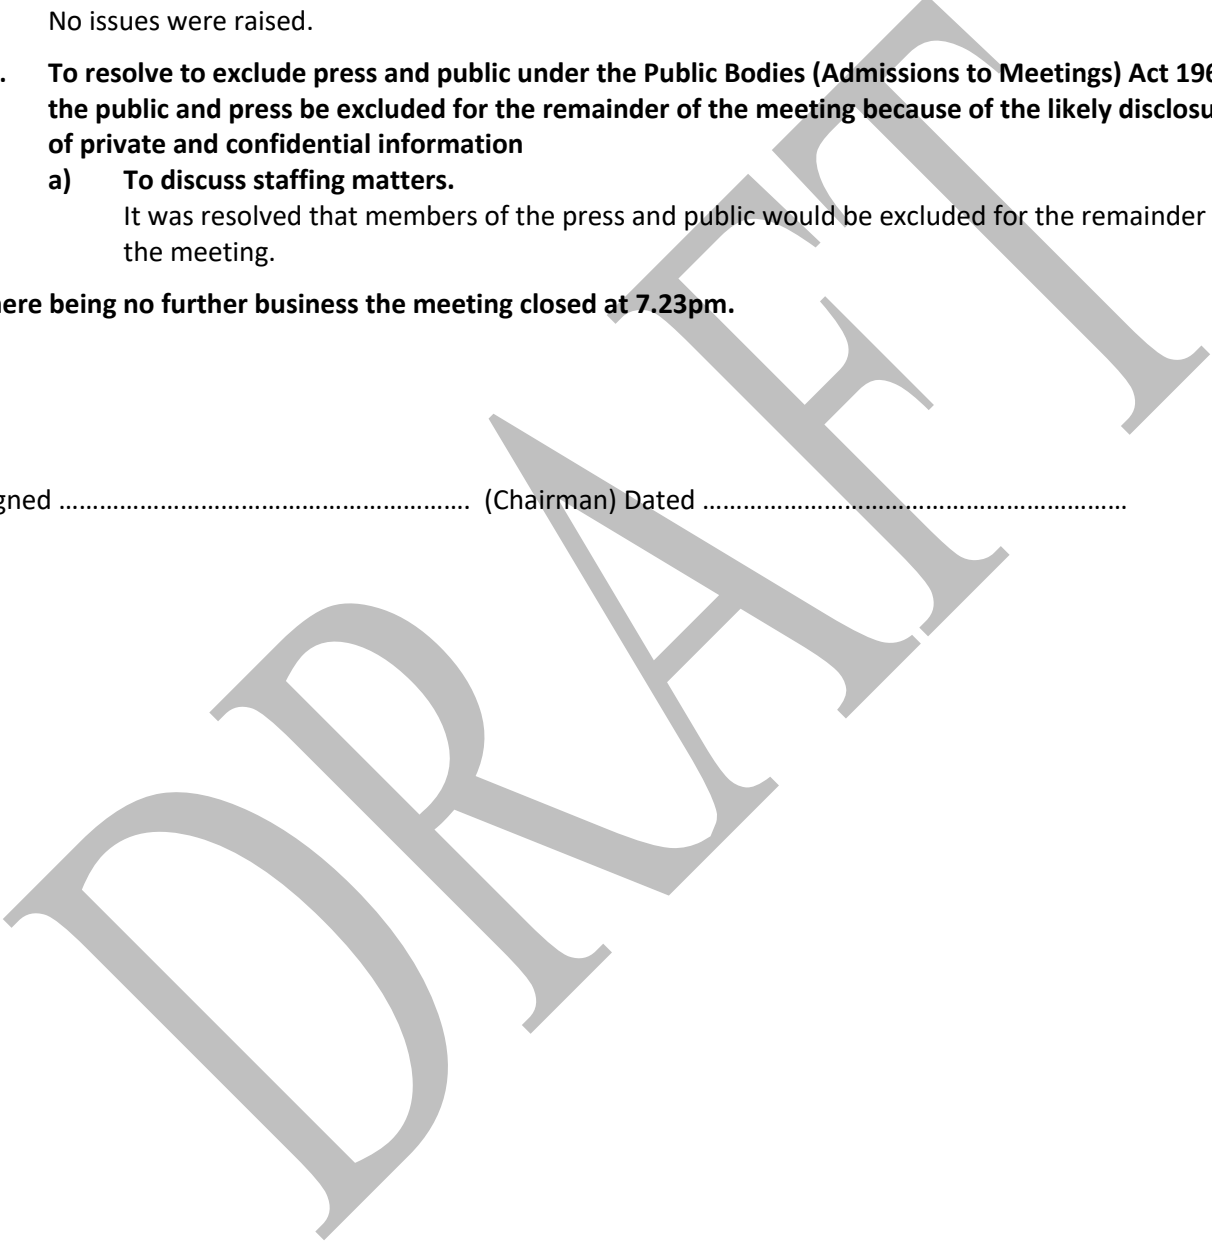 No issues were raised.
. To resolve to exclude press and public under the Public Bodies (Admissions to Meetings) Act 196
the public and press be excluded for the remainder of the meeting because of the likely disclosu
of private and confidential information
a) To discuss staffing matters.
It was resolved that members of the press and public would be excluded for the remainder
the meeting.
ere being no further business the meeting closed at 7.23pm.
gned ……………………………………………………. (Chairman) Dated ………………………………………………………
DRAFT